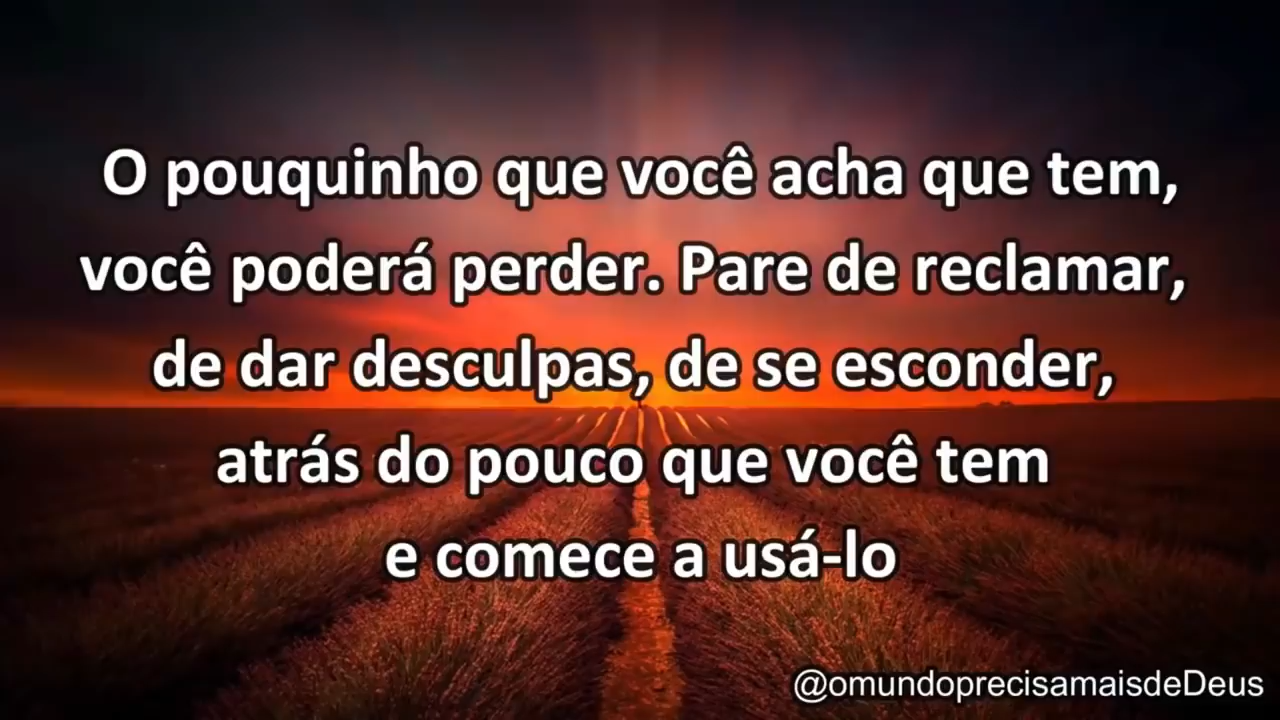 O pouquinho que você acha que tem,
você poderá perder. Pare de reclamar,
de dar desculpas, de se esconder,
atrás do pouco que você tem
e comece a usá-lo
@omundoprecisamaisdeDeus